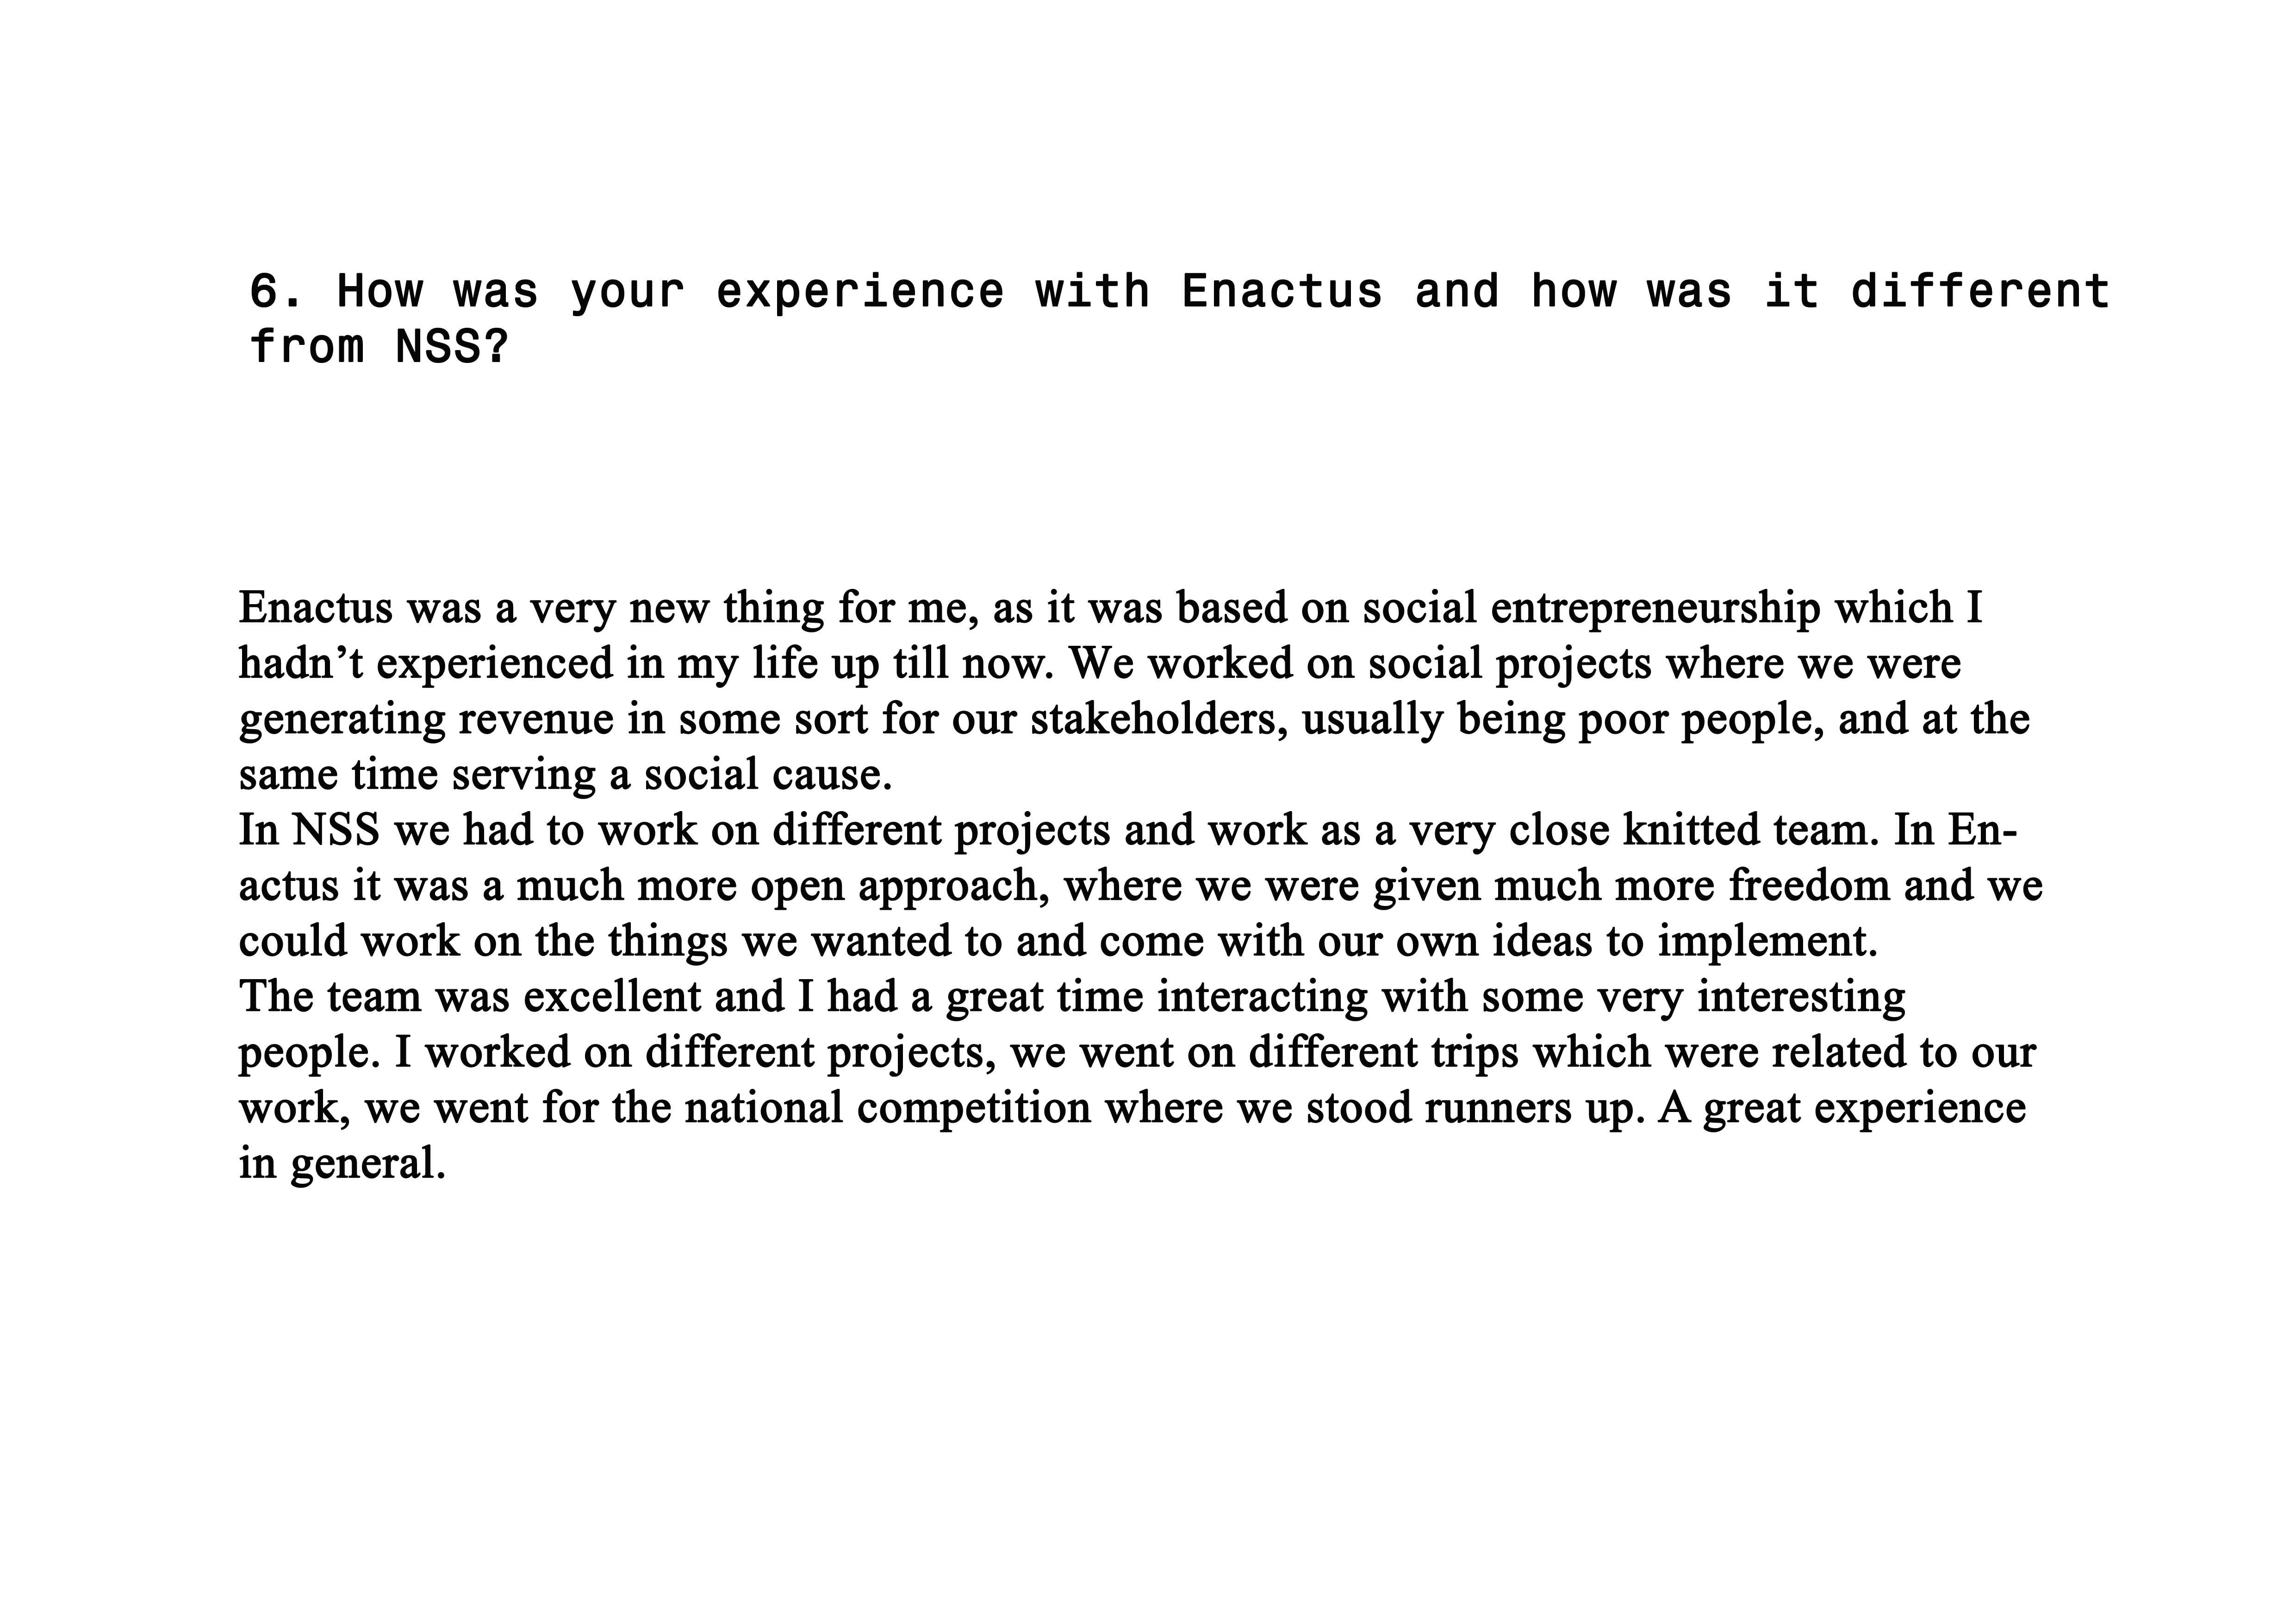 6. How was your experience with Enactus and how was it different
from NSS?
Enactus was a very new thing for me, as it was based on social entrepreneurship which I
hadn’t experienced in my life up till now. We worked on social projects where we were
generating revenue in some sort for our stakeholders, usually being poor people, and at the
same time serving a social cause.
In NSS we had to work on different projects and work as a very close knitted team. In En-
actus it was a much more open approach, where we were given much more freedom and we
could work on the things we wanted to and come with our own ideas to implement.
The team was excellent and I had a great time interacting with some very interesting
people. I worked on different projects, we went on different trips which were related to our
work, we went for the national competition where we stood runners up. A great experience
in general.